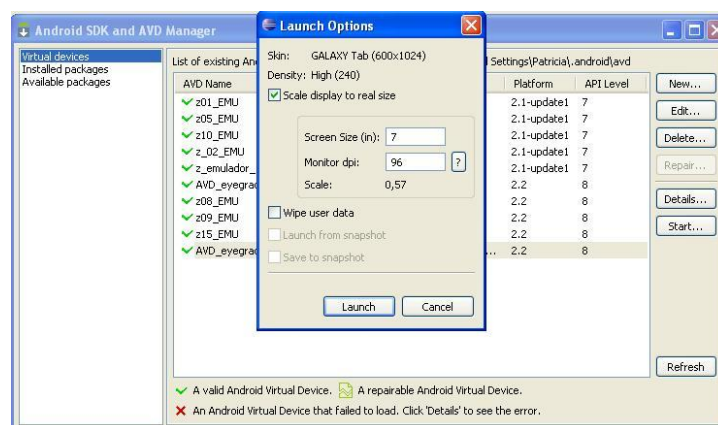 Android SDK and AVD Manager
Virtual devices
Installed packages
Available packages
List of existing An
d Settings\Patricia\.android\avd
AVD Name
Platform
API Level
z01_EMU 2.1-update1 7
z05_EMU 2.1-update1 7
z10_EMU 2.1-update1 7
z_02_EMU 2.1-update1 7
z_emulador_ 2.1-update1 7
AVD_eyegrad 2.2 8
z08_EMU 2.2 8
z09_EMU 2.2 8
z15_EMU 2.2 8
AVD_eyegrad ... 2.2 8
New...
Edit...
Delete...
Repair...
Details...
Start...
Refresh
Launch Options
Skin: GALAXY Tab (600x1024)
Density: High (240)
Scale display to real size
Screen Size (in): 7
Monitor dpi: 96 ?
Scale: 0,57
Wipe user data
Launch from snapshot
Save to snapshot
Launch Cancel
A valid Android Virtual Device. A repairable Android Virtual Device.
An Android Virtual Device that failed to load. Click 'Details' to see the error.